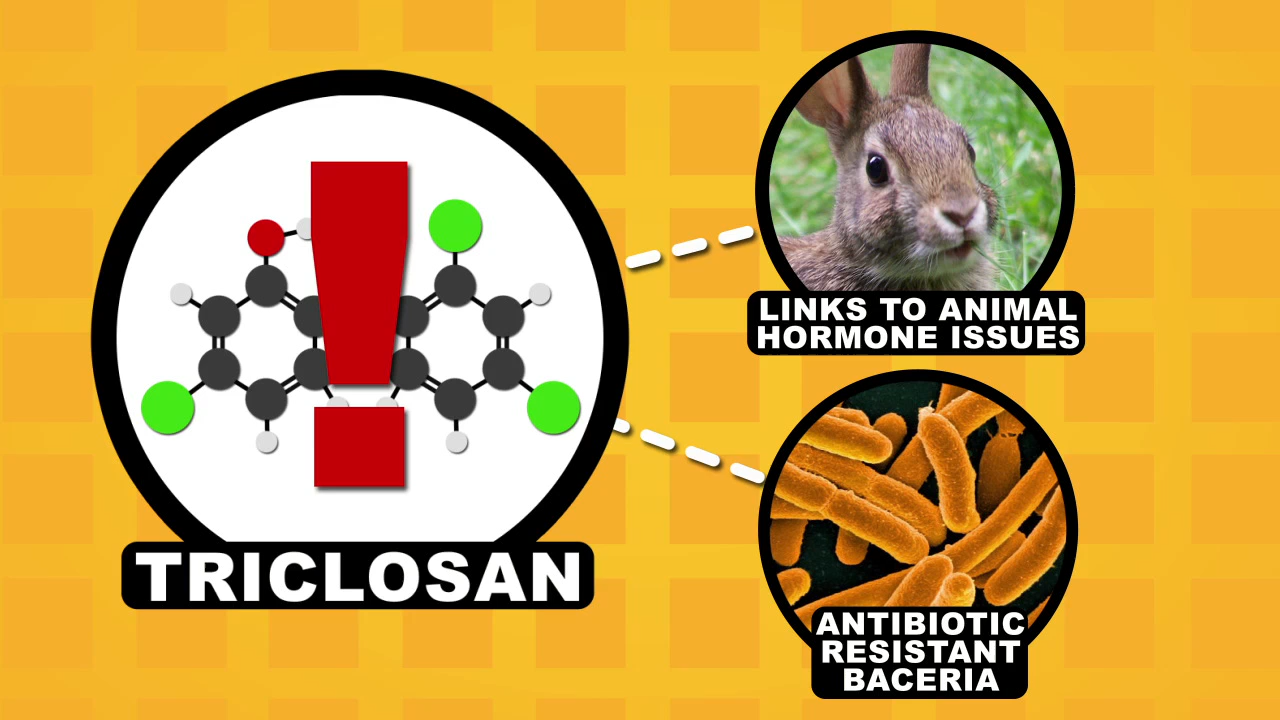 TRICLOSAN
LINKS TO ANIMAL
HORMONE ISSUES
ANTIBIOTIC
RESISTANT
BACERIA